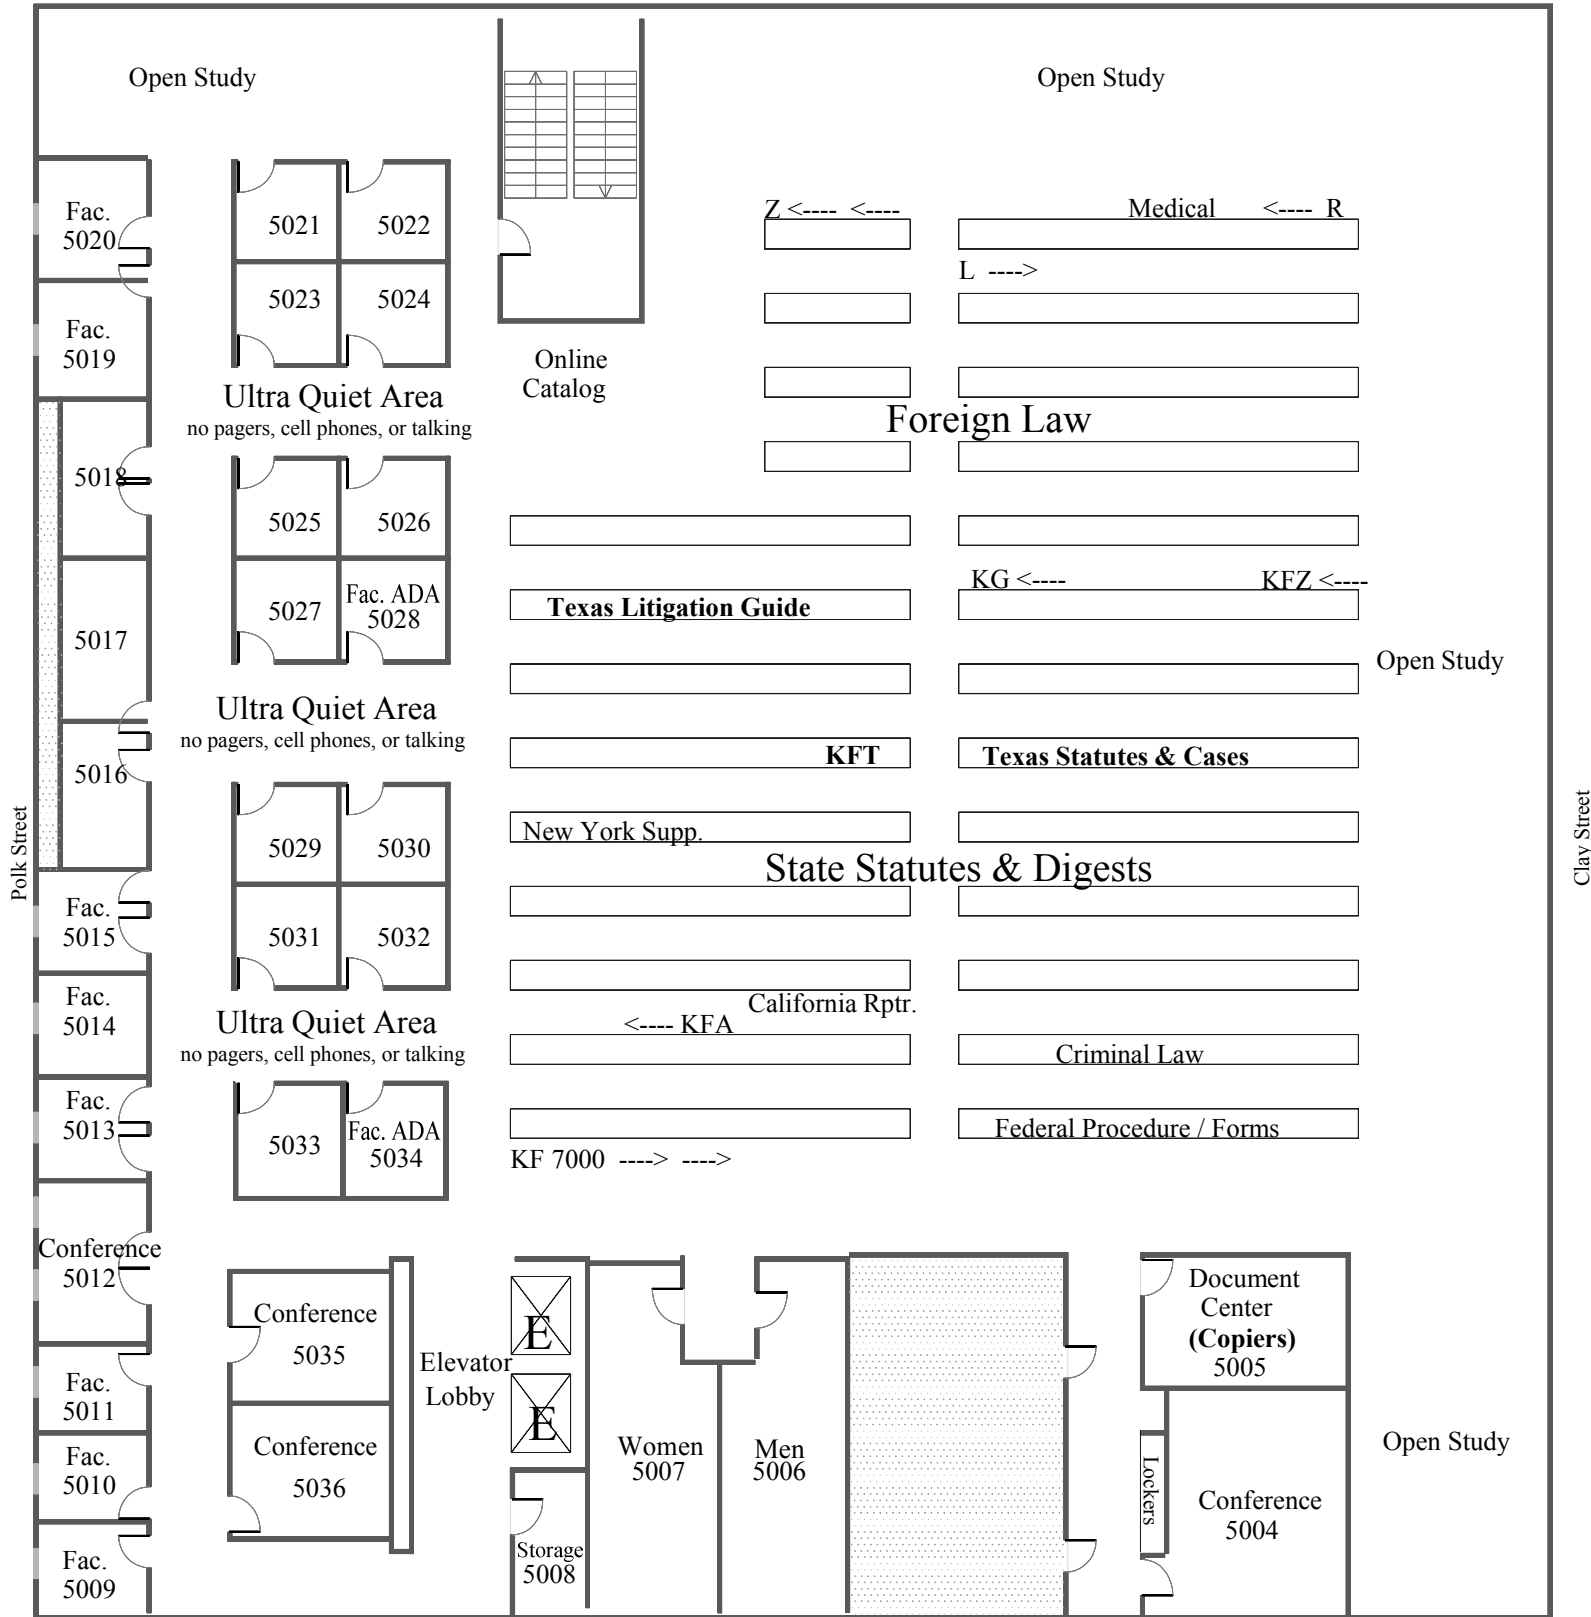 Open Study
Open Study
Fac.
5020
5021
5022
5023
5024
Z <---- <----
Medical <---- R
L ---->
Fac.
5019
Ultra Quiet Area
no pagers, cell phones, or talking
Online
Catalog
Foreign Law
5018
5025
5026
5027
Fac. ADA
5028
Texas Litigation Guide
KG <----
KFZ <----
5017
Open Study
Ultra Quiet Area
no pagers, cell phones, or talking
KFT
Texas Statutes & Cases
5016
Polk Street
Clay Street
5029
5030
New York Supp.
State Statutes & Digests
Fac.
5015
5031
5032
Fac.
5014
California Rptr.
<---- KFA
Ultra Quiet Area
no pagers, cell phones, or talking
Criminal Law
Fac.
5013
5033
Fac. ADA
5034
Federal Procedure / Forms
KF 7000 ----> ---->
Conference
5012
Conference
5035
E
Elevator
Lobby
E
Document
Center
(Copiers)
5005
Fac.
5011
Conference
5036
Women
5007
Men
5006
Open Study
Fac.
5010
Lockers
Conference
5004
Storage
5008
Fac.
5009